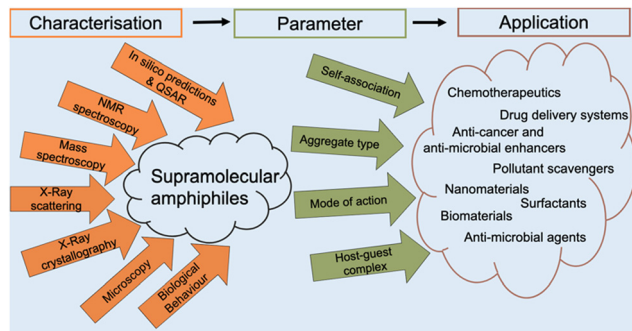 Characterisation
Parameter
Application
In silico predictions
& QSAR
NMR
spectroscopy
Mass
spectroscopy
X-Ray
scattering
X-Ray
crystallography
Microscopy
Biological
Behaviour
Supramolecular
amphiphiles
Self-association
Aggregate type
Mode of action
Host-guest
complex
Chemotherapeutics
Drug delivery systems
Anti-cancer and
anti-microbial enhancers
Pollutant scavengers
Nanomaterials
Surfactants
Biomaterials
Anti-microbial agents